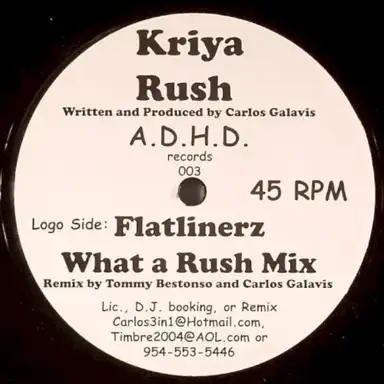 Kriya
Rush
Written and Produced by Carlos Galavis
A.D.H.D.
records
003
45 RPM
Logo Side: Flatlinerz
What a Rush Mix
Remix by Tommy Bestonso and Carlos Galavis
Lic., D.J. booking, or Remix
Carlos3in1@Hotmail.com,
Timbre2004@AOL.com or
954-553-5446